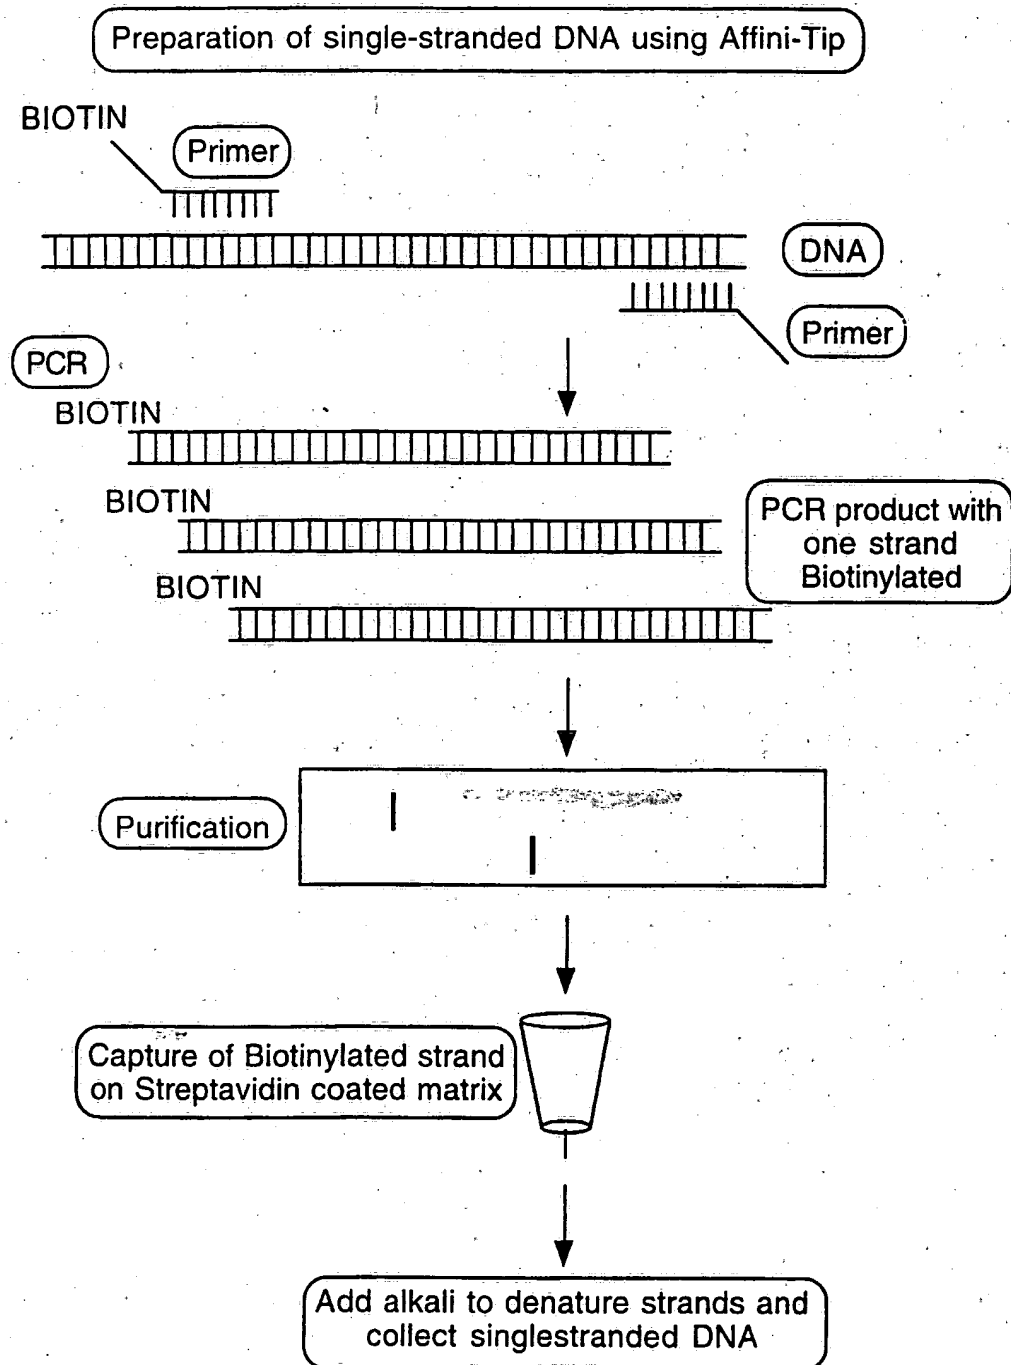 Preparation of single-stranded DNA using Affini-Tip
BIOTIN
Primer
DNA
Primer
PCR
BIOTIN
BIOTIN
BIOTIN
PCR product with
one strand
Biotinylated
Purification
Capture of Biotinylated strand
on Streptavidin coated matrix
Add alkali to denature strands and
collect singlestranded DNA